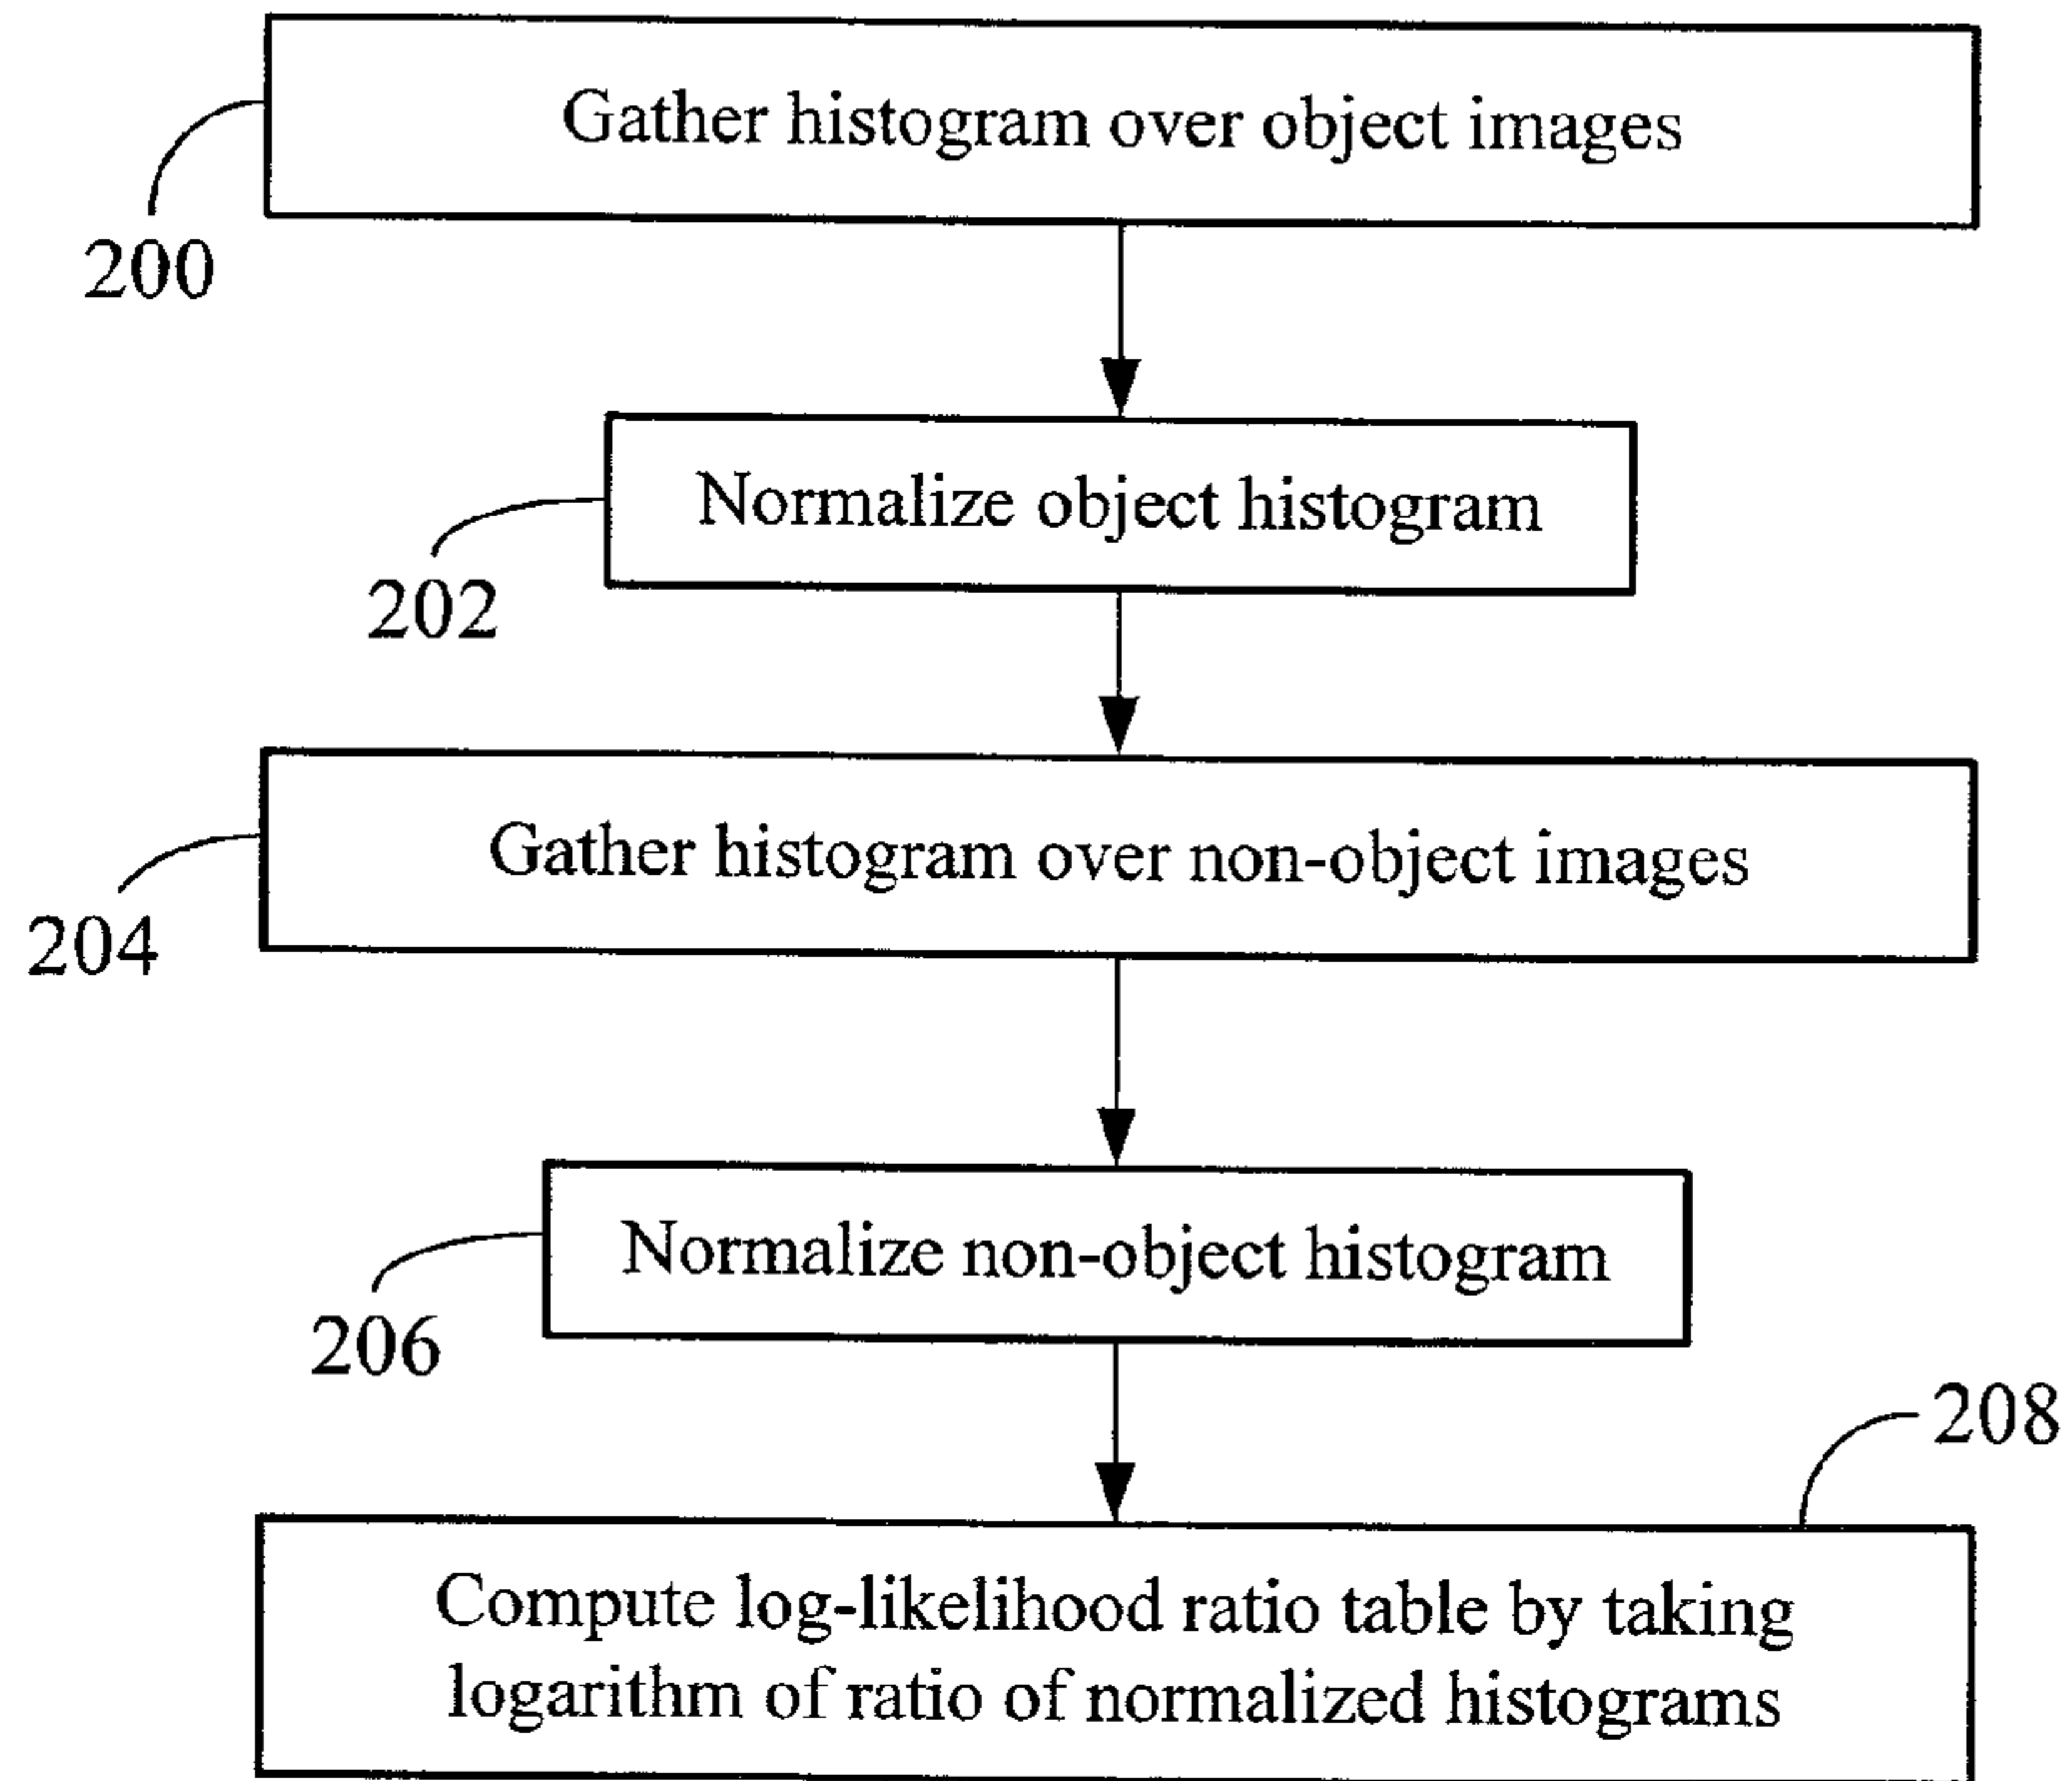 Gather histogram over object images
200
Normalize object histogram
202
Gather histogram over non-object images
204
Normalize non-object histogram
206
208
Compute log-likelihood ratio table by taking
logarithm of ratio of normalized histograms